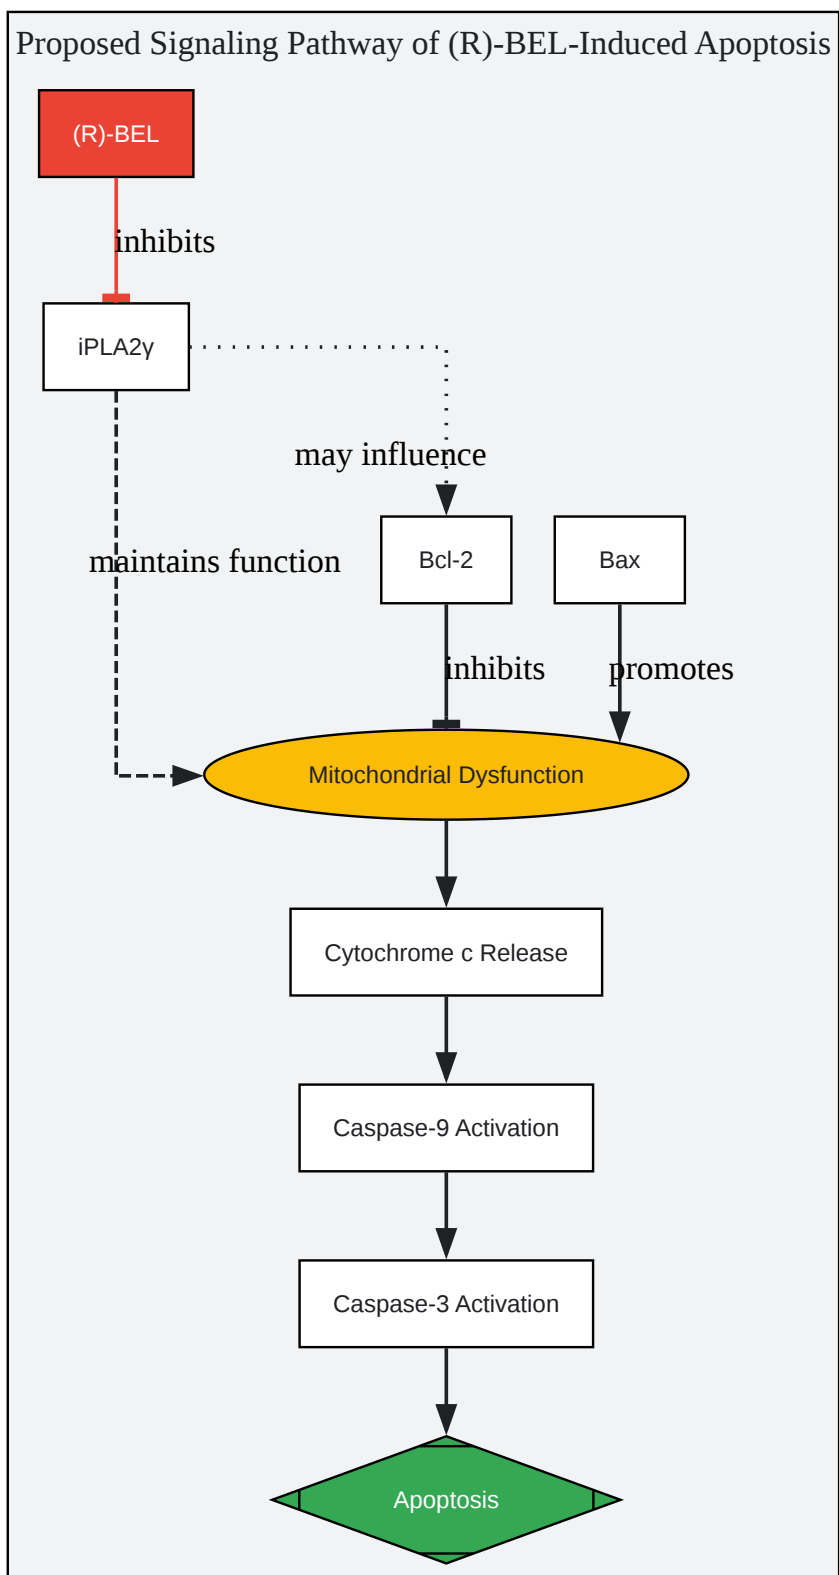 Proposed Signaling Pathway of (R)-BEL-Induced Apoptosis
(R)-BEL
inhibits
iPLA2γ
may influence
maintains function
Bcl-2
Bax
inhibits
promotes
Mitochondrial Dysfunction
Cytochrome c Release
Caspase-9 Activation
Caspase-3 Activation
Apoptosis